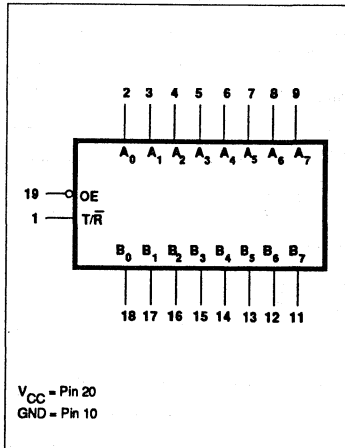 2 3 4 5 6 7 8 9
A0 A1 A2 A3 A4 A5 A6 A7
19 OE
1 T/R̅
B0 B1 B2 B3 B4 B5 B6 B7
18 17 16 15 14 13 12 11
VCC = Pin 20
GND = Pin 10